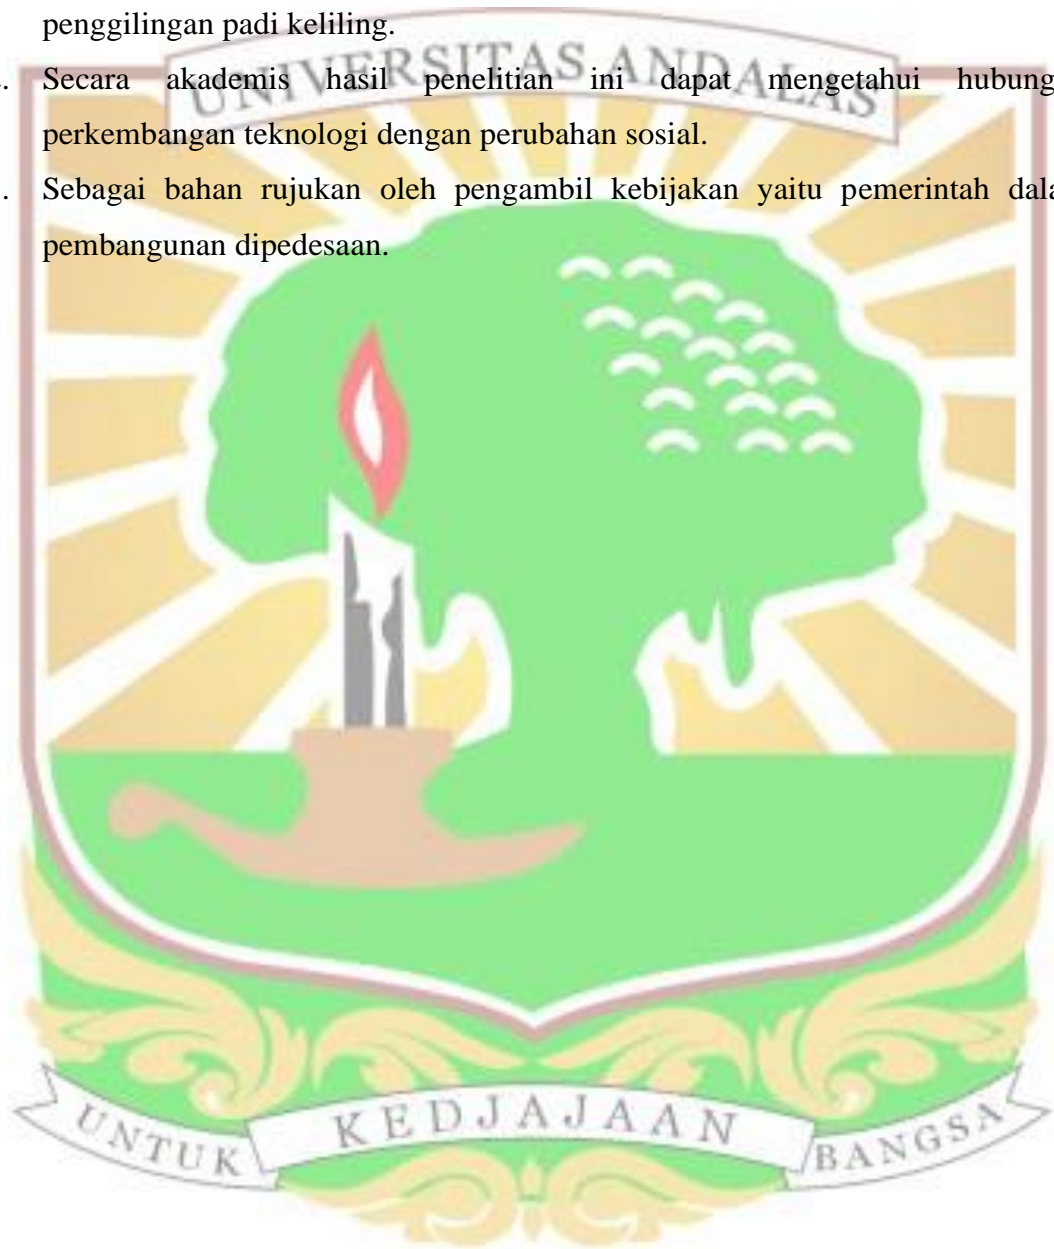 penggilingan padi keliling.
UNIVERSITAS ANDALAS
. Secara akademis hasil penelitian ini dapat mengetahui hubung
perkembangan teknologi dengan perubahan sosial.
. Sebagai bahan rujukan oleh pengambil kebijakan yaitu pemerintah dala
pembangunan dipedesaan.
UNTUK KEDJAJAAN BANGSA